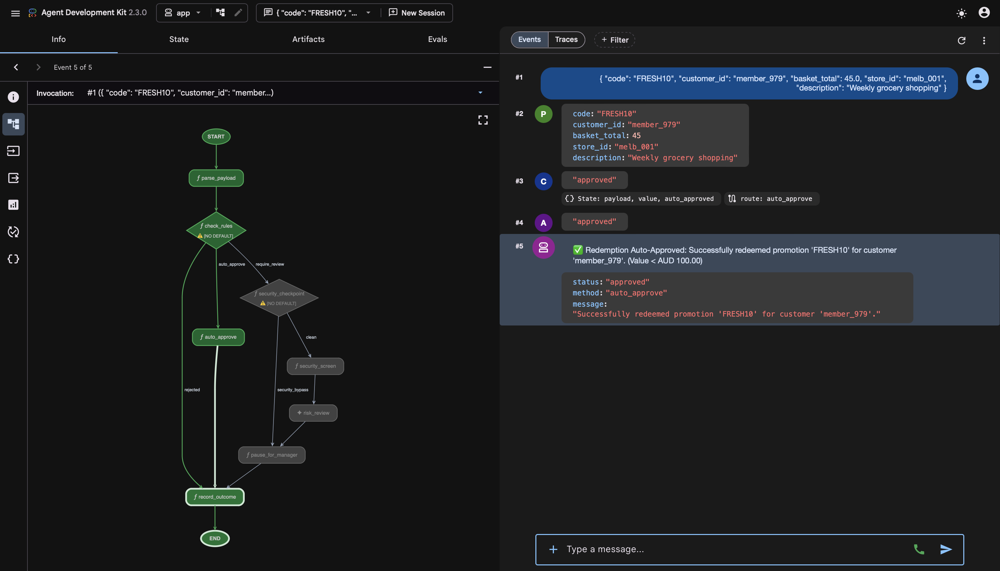 Agent Development Kit 2.3.0
app
{ "code": "FRESH10", "...
New Session
Info
State
Artifacts
Evals
Event 5 of 5
Invocation: #1 ({ "code": "FRESH10", "customer_id": "member...)
START
f parse_payload
f check_rules
⚠️ [NO DEFAULT]
auto_approve
require_review
f security_checkpoint
⚠️ [NO DEFAULT]
f auto_approve
clean
f security_screen
rejected
security_bypass
risk_review
f pause_for_manager
f record_outcome
END
Events
Traces
+ Filter
#1
{ "code": "FRESH10", "customer_id": "member_979", "basket_total": 45.0, "store_id": "melb_001",
"description": "Weekly grocery shopping" }
#2
P
code: "FRESH10"
customer_id: "member_979"
basket_total: 45
store_id: "melb_001"
description: "Weekly grocery shopping"
#3
C
"approved"
{} State: payload, value, auto_approved
route: auto_approve
#4
A
"approved"
#5
✅ Redemption Auto-Approved: Successfully redeemed promotion 'FRESH10' for customer
'member_979'. (Value < AUD 100.00)
status: "approved"
method: "auto_approve"
message:
"Successfully redeemed promotion 'FRESH10' for customer 'member_979'."
Type a message...